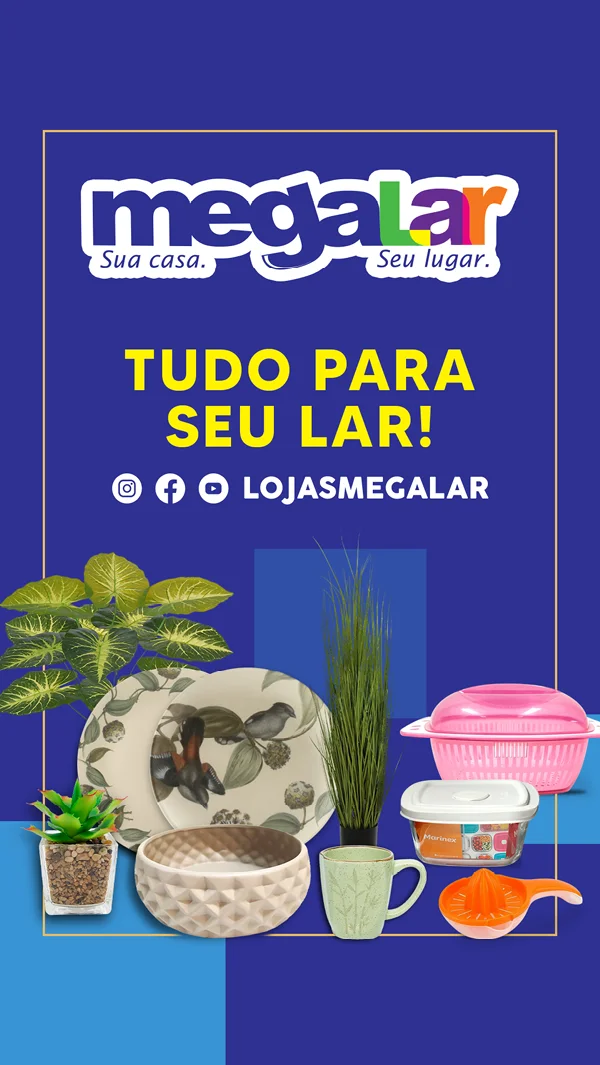 megaLar
Sua casa. Seu lugar.
TUDO PARA
SEU LAR!
LOJASMEGALAR
Marinex